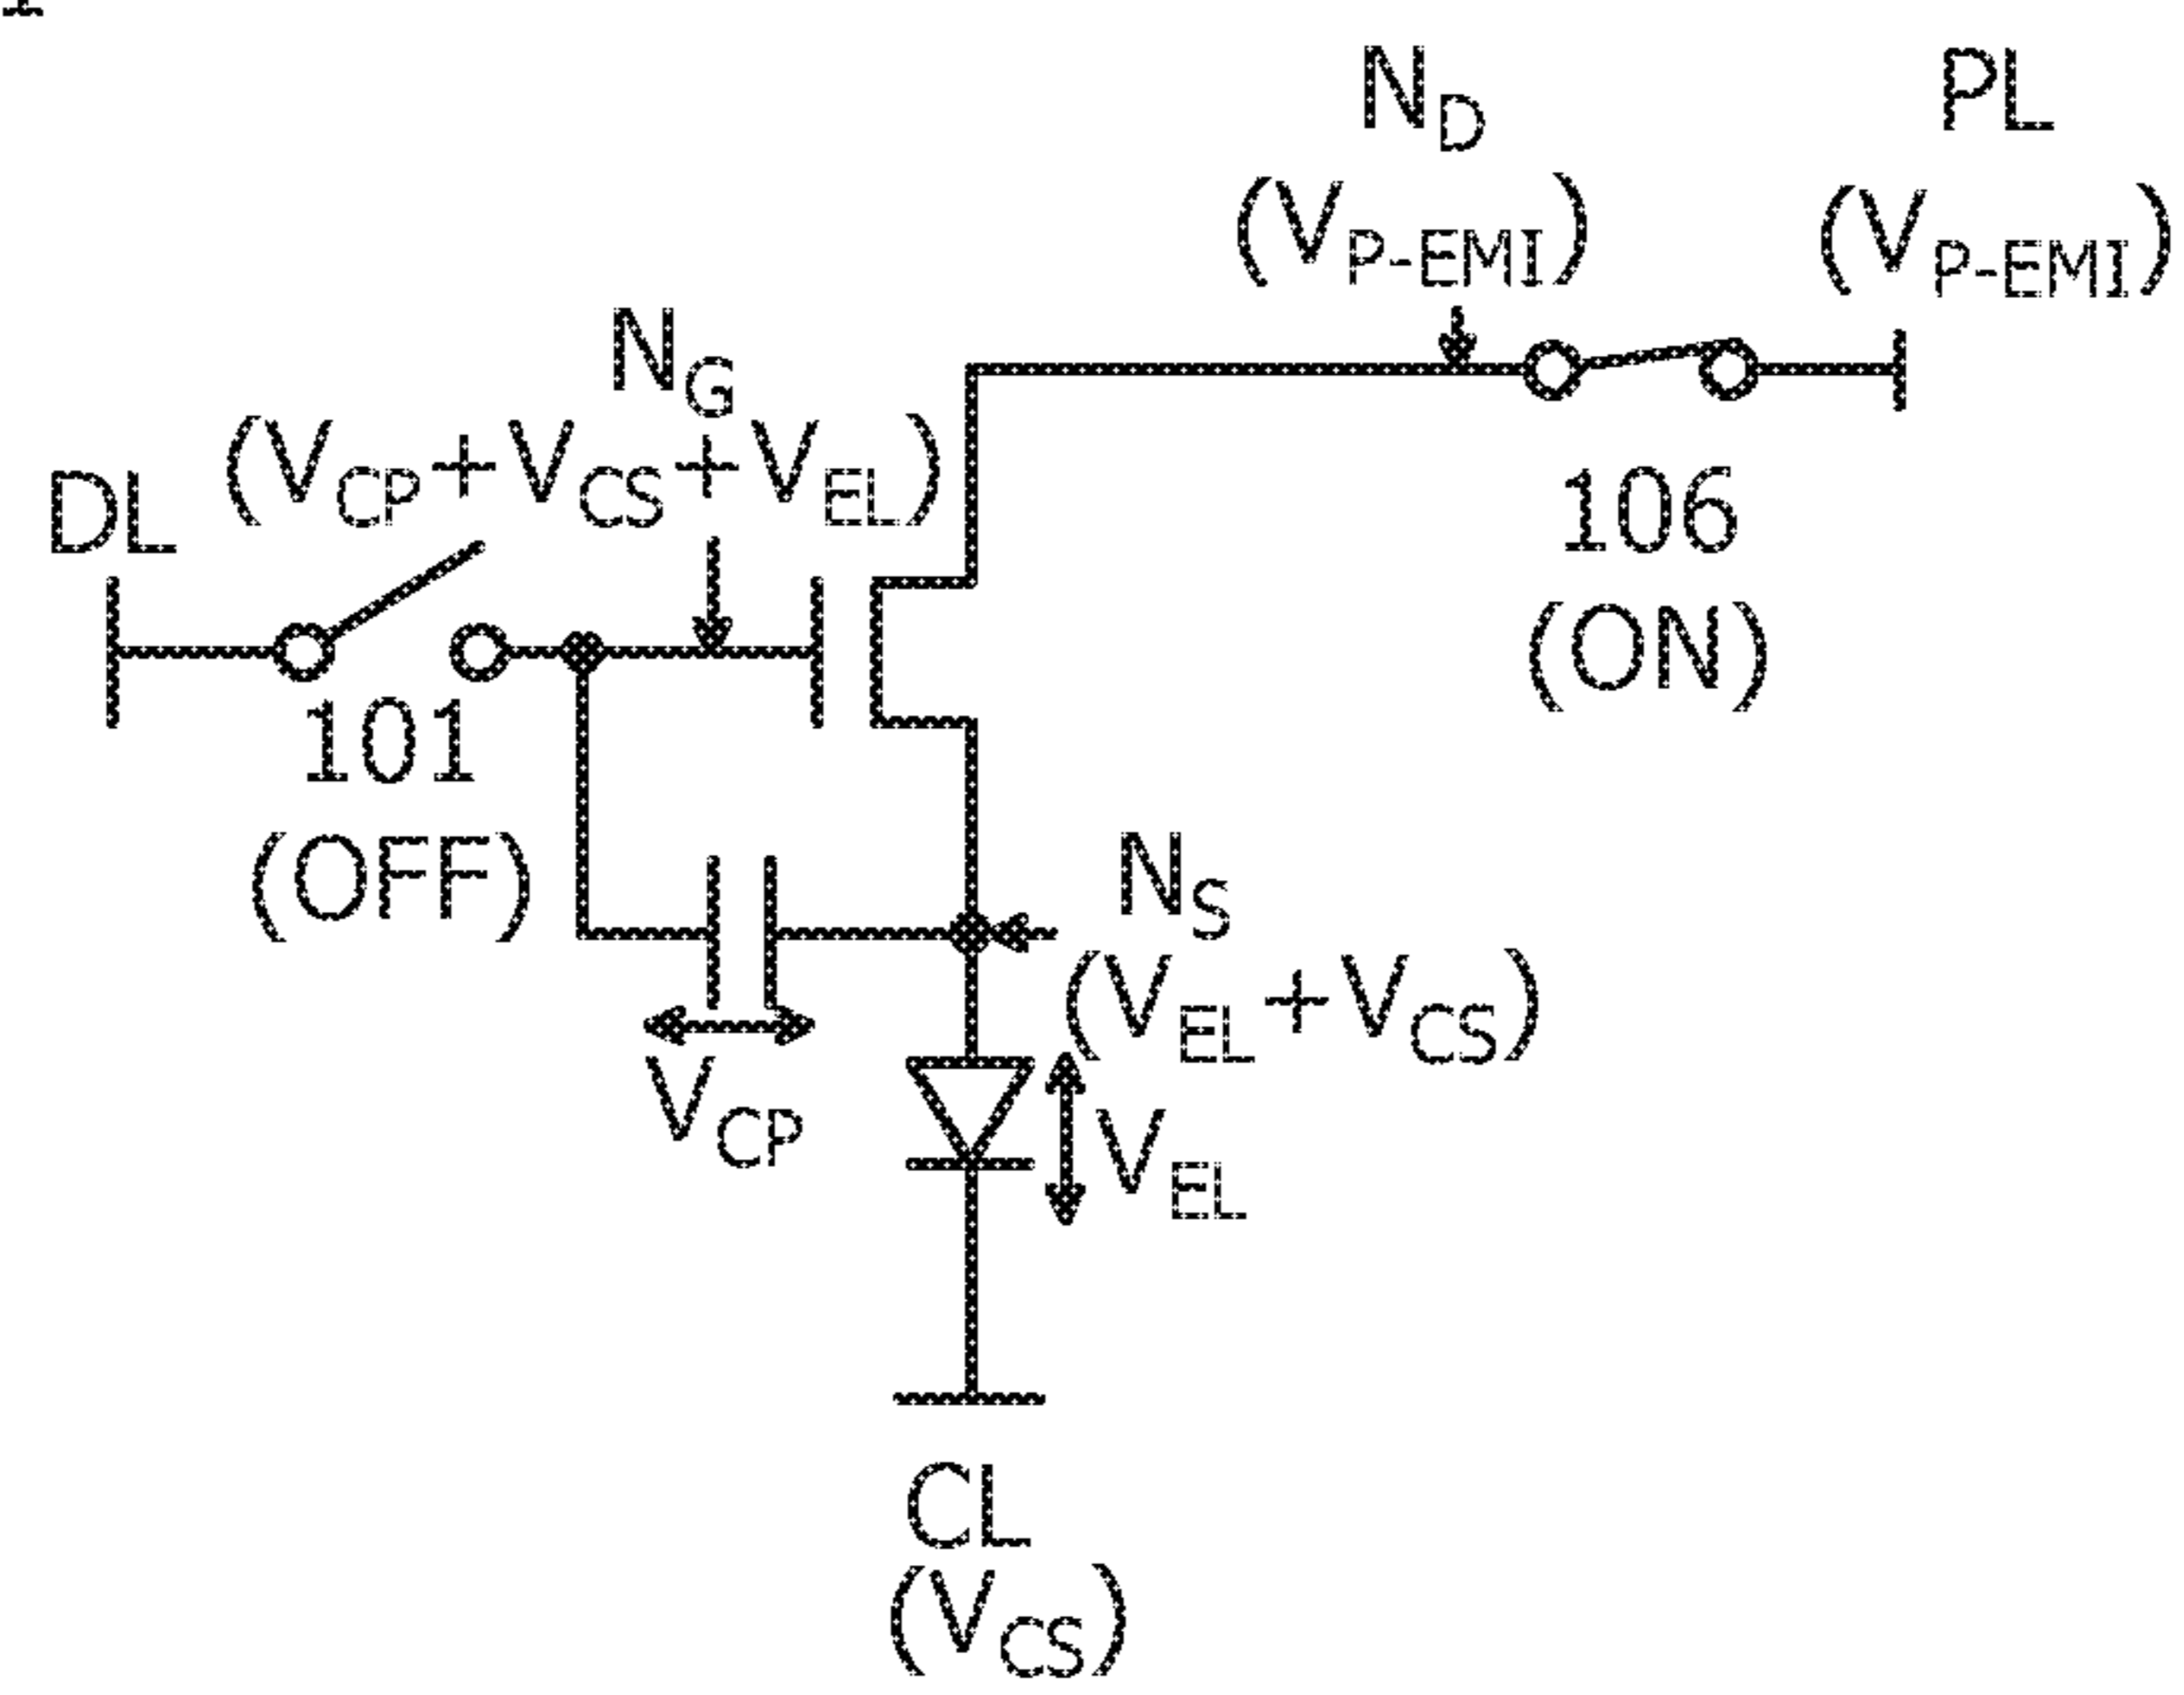 N_D
PL
(V_P-EMI)
(V_P-EMI)
N_G
(V_CP+V_CS+V_EL)
DL
106
(ON)
101
(OFF)
N_S
(V_EL+V_CS)
V_CP
V_EL
CL
(V_CS)